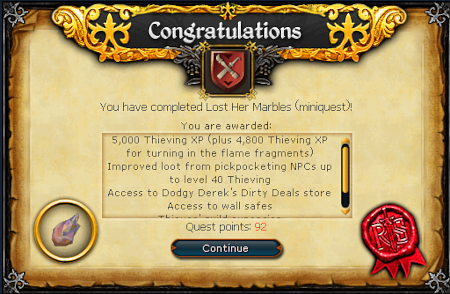 Congratulations
You have completed Lost Her Marbles (miniquest)!
You are awarded:
5,000 Thieving XP (plus 4,800 Thieving XP
for turning in the flame fragments)
Improved loot from pickpocketing NPCs up
to level 40 Thieving
Access to Dodgy Derek's Dirty Deals store
Access to wall safes
Quest points: 92
Continue
RS